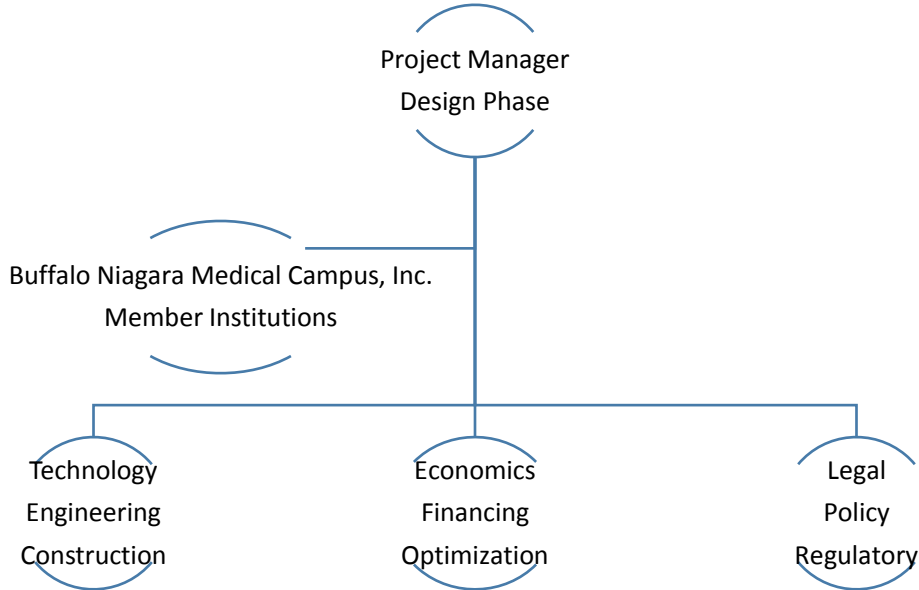 Project Manager
Design Phase
Buffalo Niagara Medical Campus, Inc.
Member Institutions
Technology
Engineering
Construction
Economics
Financing
Optimization
Legal
Policy
Regulatory